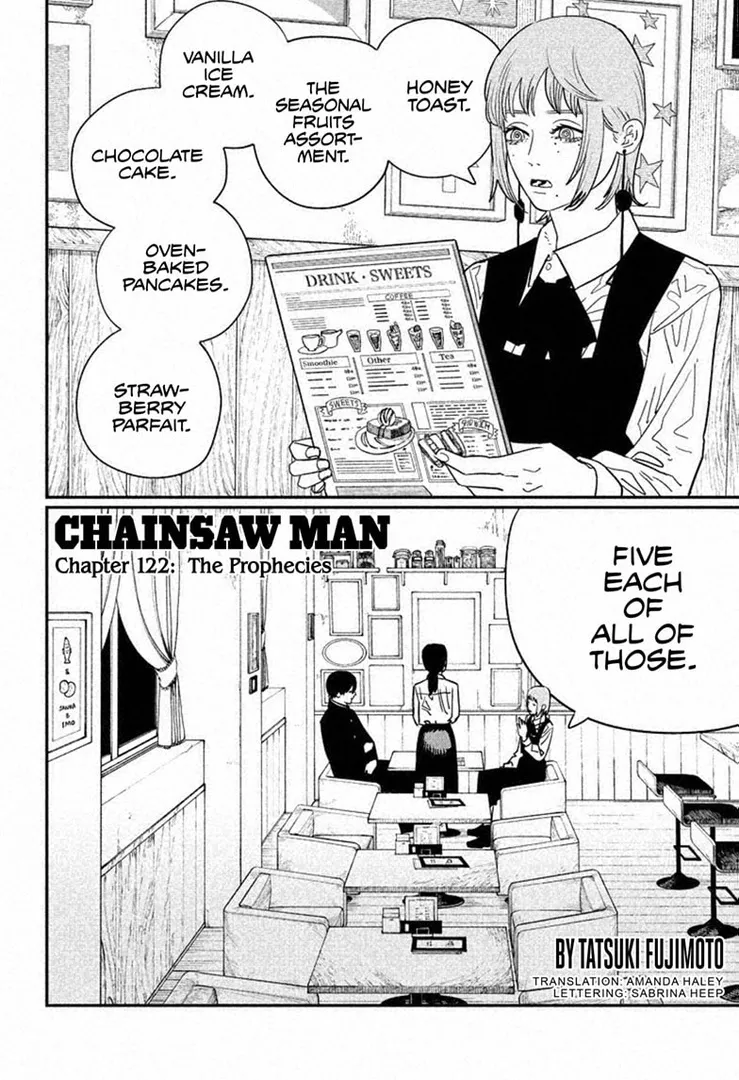 HONEY
TOAST.
THE
SEASONAL
FRUITS
ASSORT-
MENT.
VANILLA
ICE
CREAM.
CHOCOLATE
CAKE.
OVEN-
BAKED
PANCAKES.
STRAW-
BERRY
PARFAIT.
DRINK · SWEETS
COFFEE
Smoothie
Other
Tea
SWEETS
CHAINSAW MAN
Chapter 122: The Prophecies
FIVE
EACH
OF
ALL OF
THOSE.
&
SAUNA
&
BY TATSUKI FUJIMOTO
TRANSLATION: AMANDA HALEY
LETTERING: SABRINA HEEP